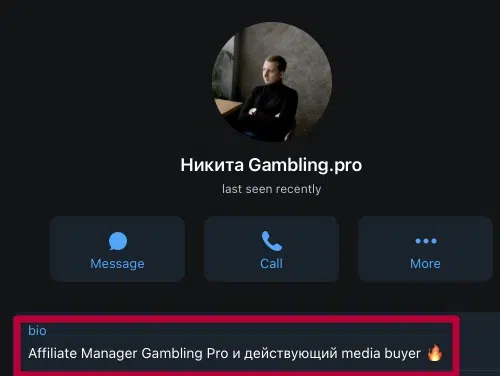 Никита Gambling.pro
last seen recently
Message
Call
More
bio
Affiliate Manager Gambling Pro и действующий media buyer 🔥